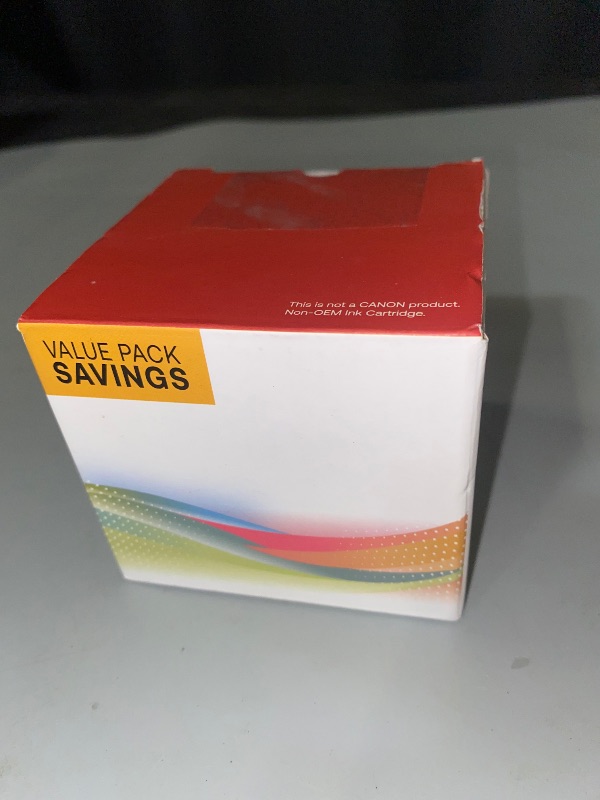 This is not a CANON product.
Non-OEM Ink Cartridge.
VALUE PACK
SAVINGS